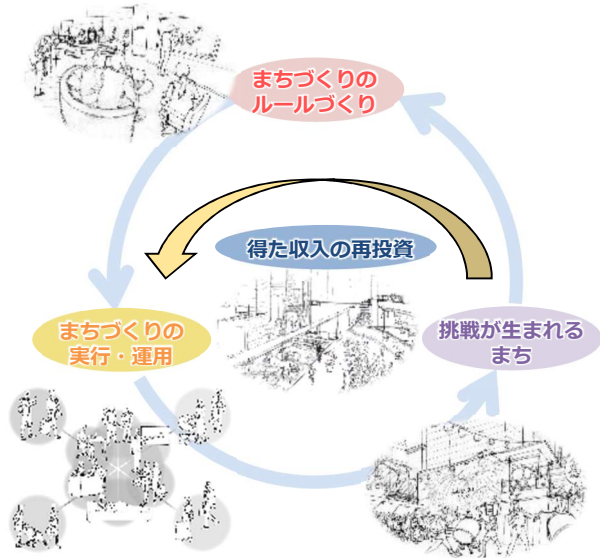 まちづくりの
ルールづくり
得た収入の再投資
まちづくりの
実行・運用
挑戦が生まれる
まち